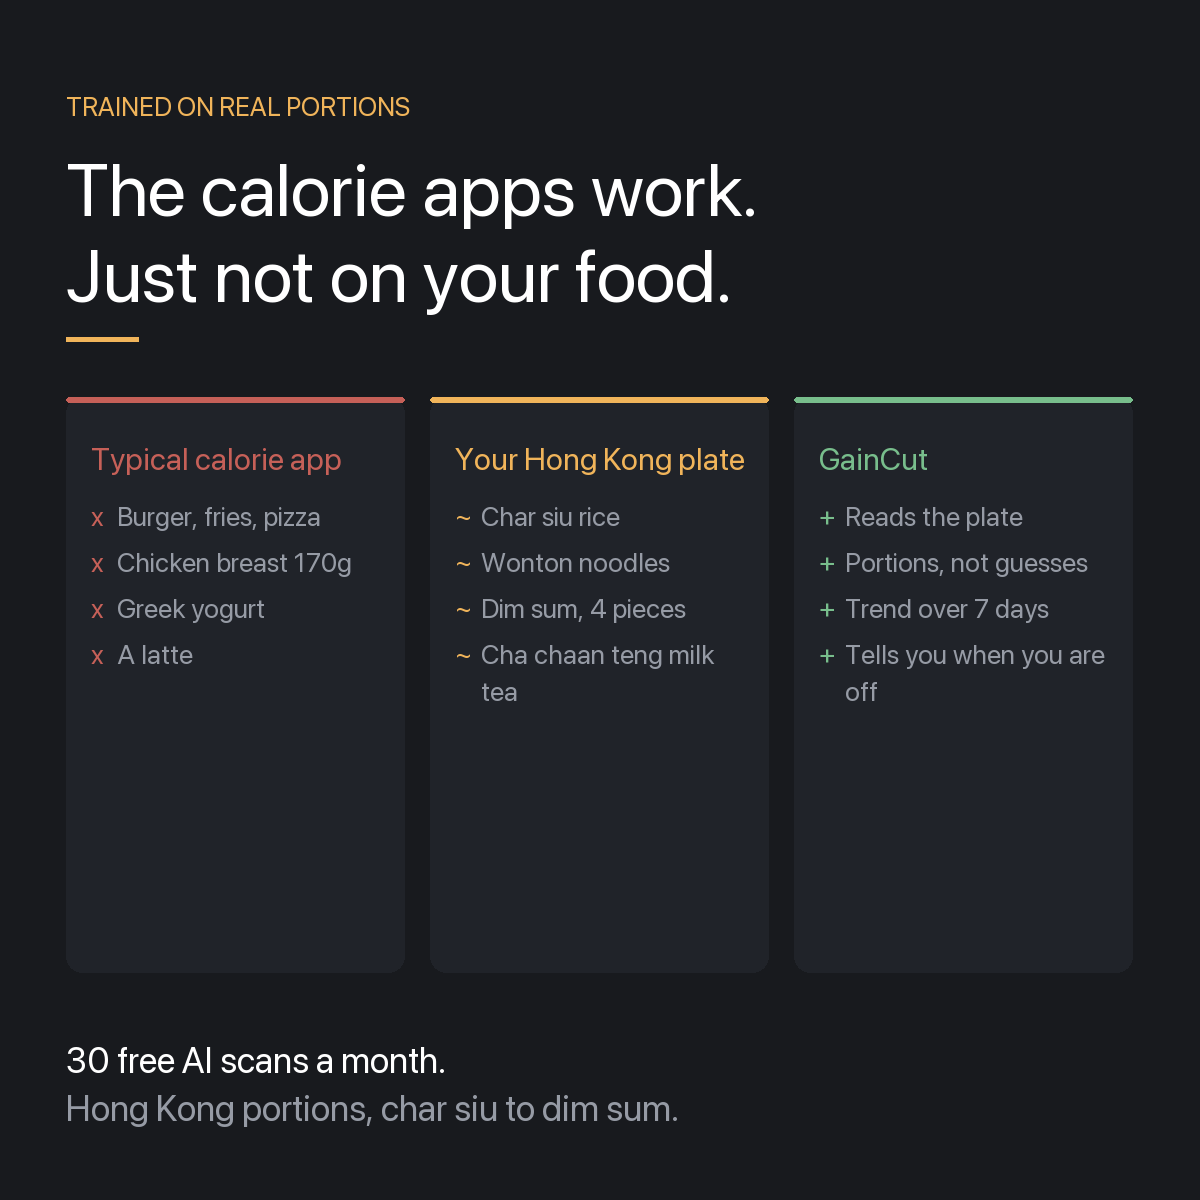 TRAINED ON REAL PORTIONS
The calorie apps work.
Just not on your food.
Typical calorie app
x Burger, fries, pizza
x Chicken breast 170g
x Greek yogurt
x A latte
Your Hong Kong plate
~ Char siu rice
~ Wonton noodles
~ Dim sum, 4 pieces
~ Cha chaan teng milk
tea
GainCut
+ Reads the plate
+ Portions, not guesses
+ Trend over 7 days
+ Tells you when you are
off
30 free AI scans a month.
Hong Kong portions, char siu to dim sum.